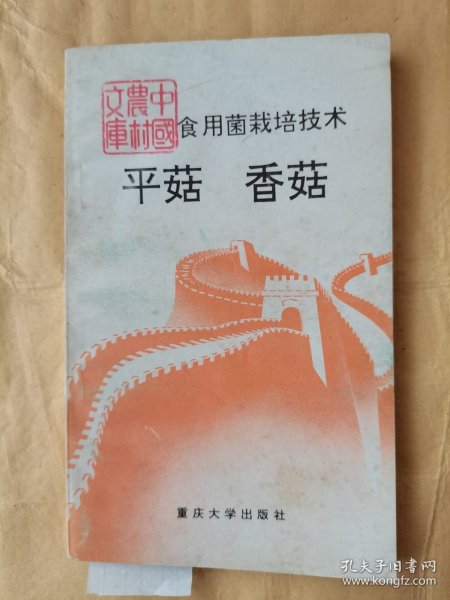 中國
農村
文庫
食用菌栽培技术
平菇 香菇
重庆大学出版社
孔夫子旧书网
www.kongfz.com